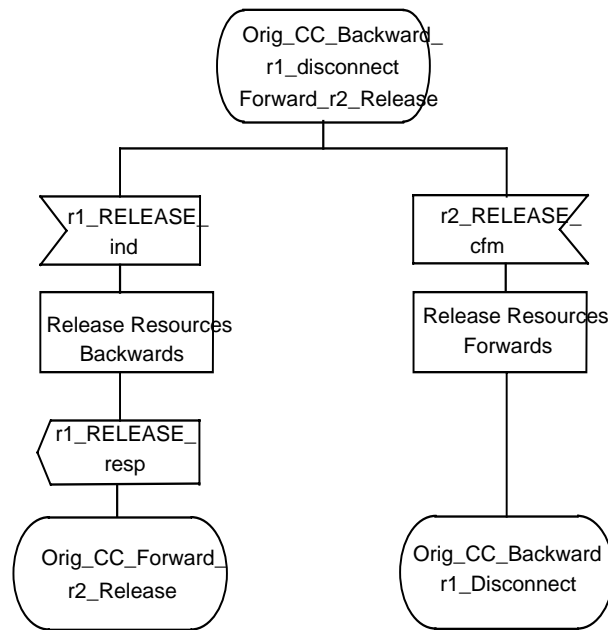 Orig_CC_Backward_
r1_disconnect
Forward_r2_Release
r1_RELEASE_
ind
r2_RELEASE_
cfm
Release Resources
Backwards
Release Resources
Forwards
r1_RELEASE_
resp
Orig_CC_Forward_
r2_Release
Orig_CC_Backward
r1_Disconnect